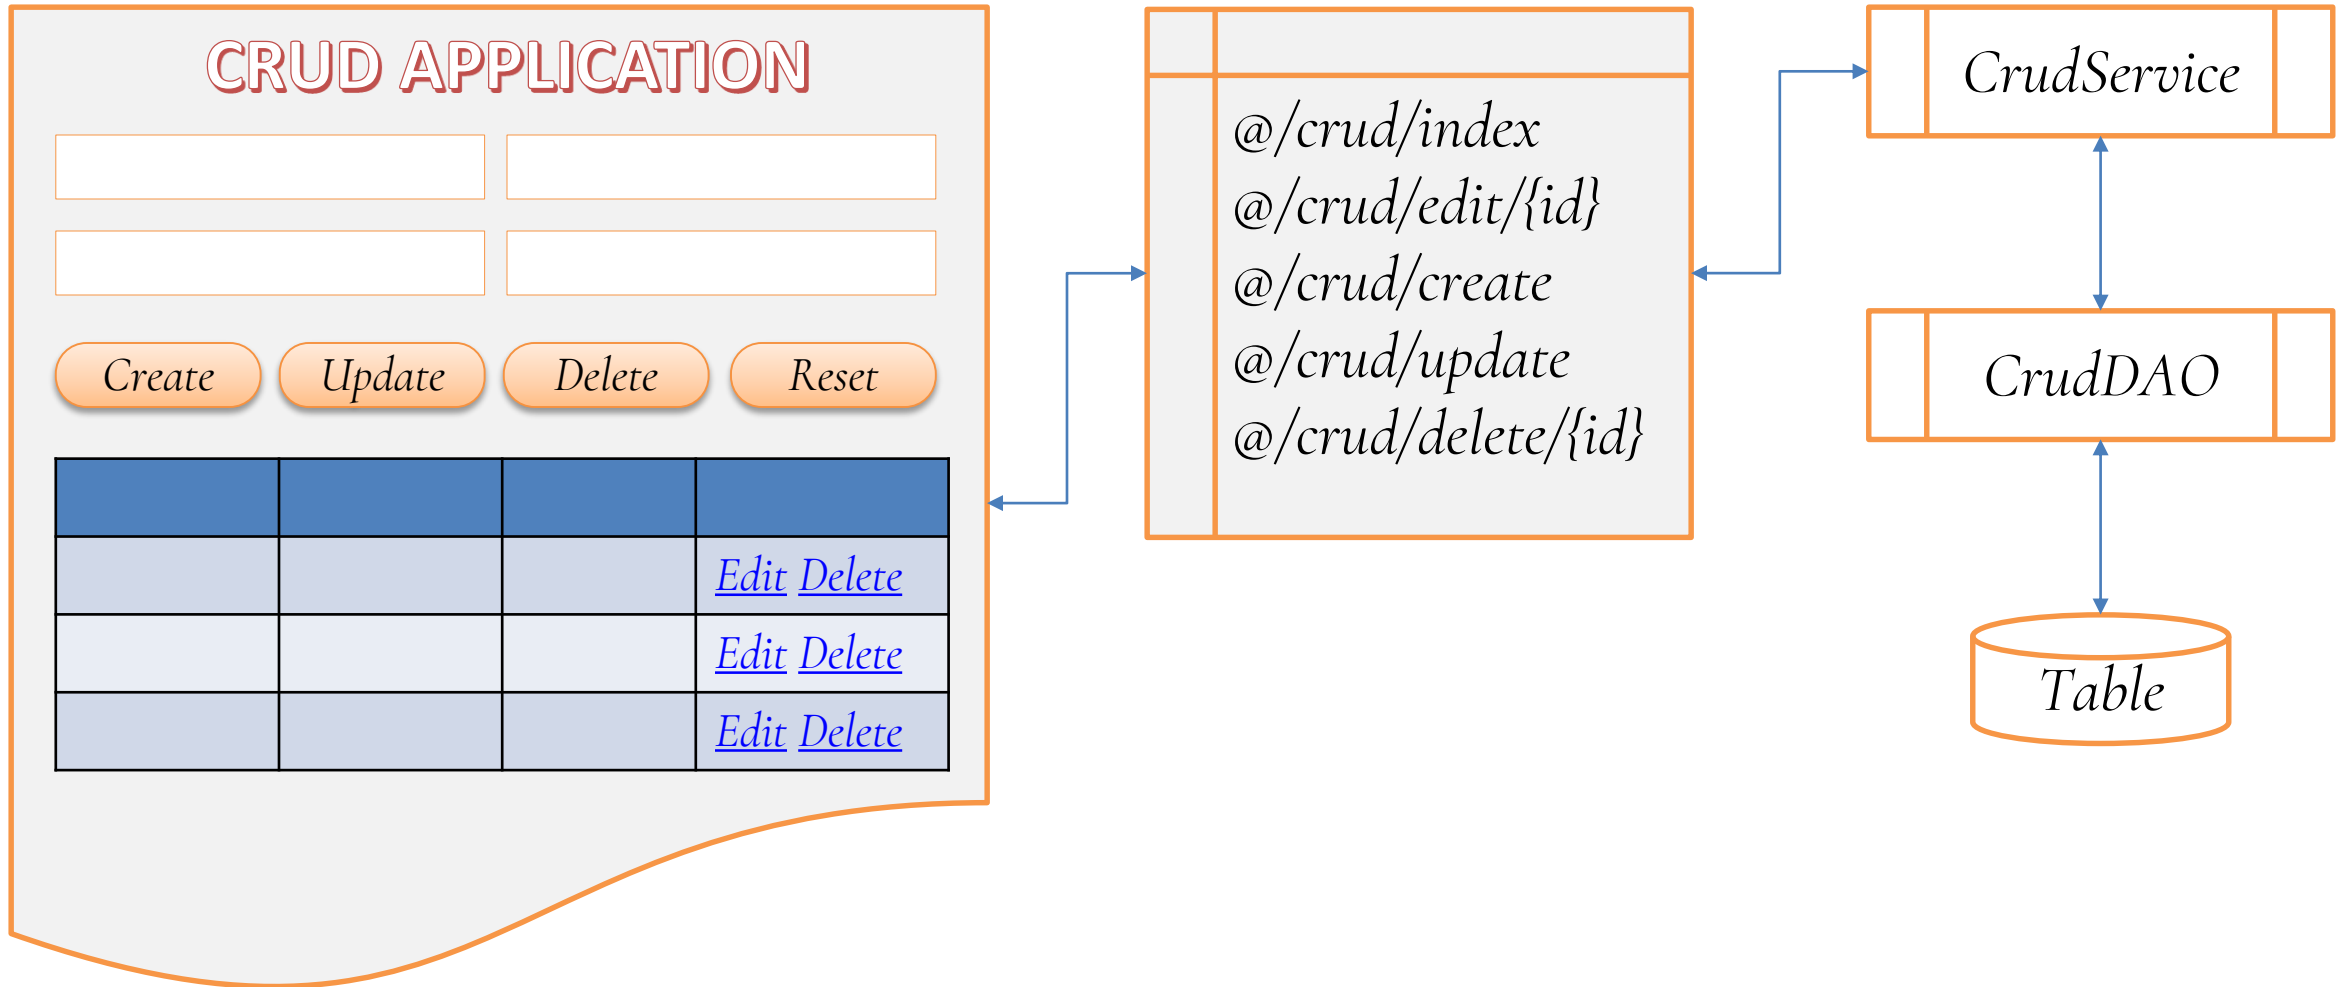 CRUD APPLICATION
Create Update Delete Reset
Edit Delete
Edit Delete
Edit Delete
@/crud/index
@/crud/edit/{id}
@/crud/create
@/crud/update
@/crud/delete/{id}
CrudService
CrudDAO
Table